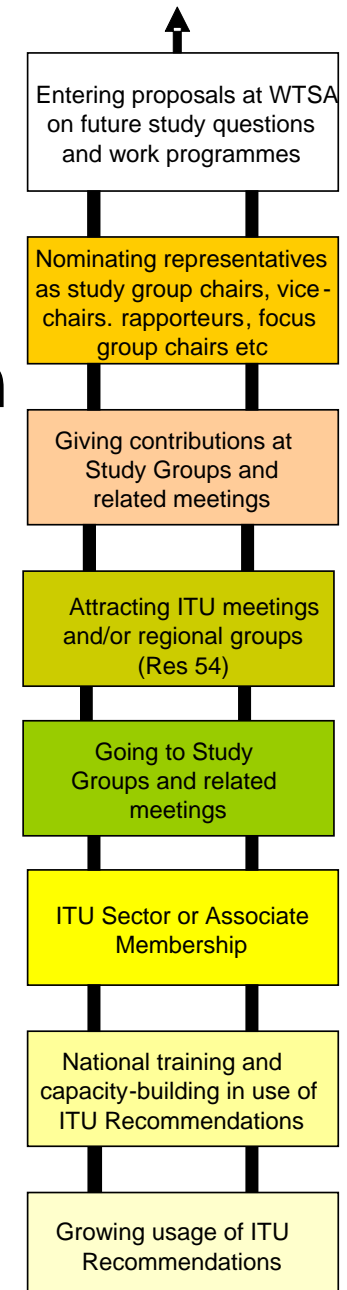 Entering proposals at WTSA
on future study questions
and work programmes
Nominating representatives
as study group chairs, vice-
chairs. rapporteurs, focus
group chairs etc
n
Giving contributions at
Study Groups and
related meetings
Attracting ITU meetings
and/or regional groups
(Res 54)
Going to Study
Groups and related
meetings
ITU Sector or Associate
Membership
National training and
capacity-building in use of
ITU Recommendations
Growing usage of ITU
Recommendations